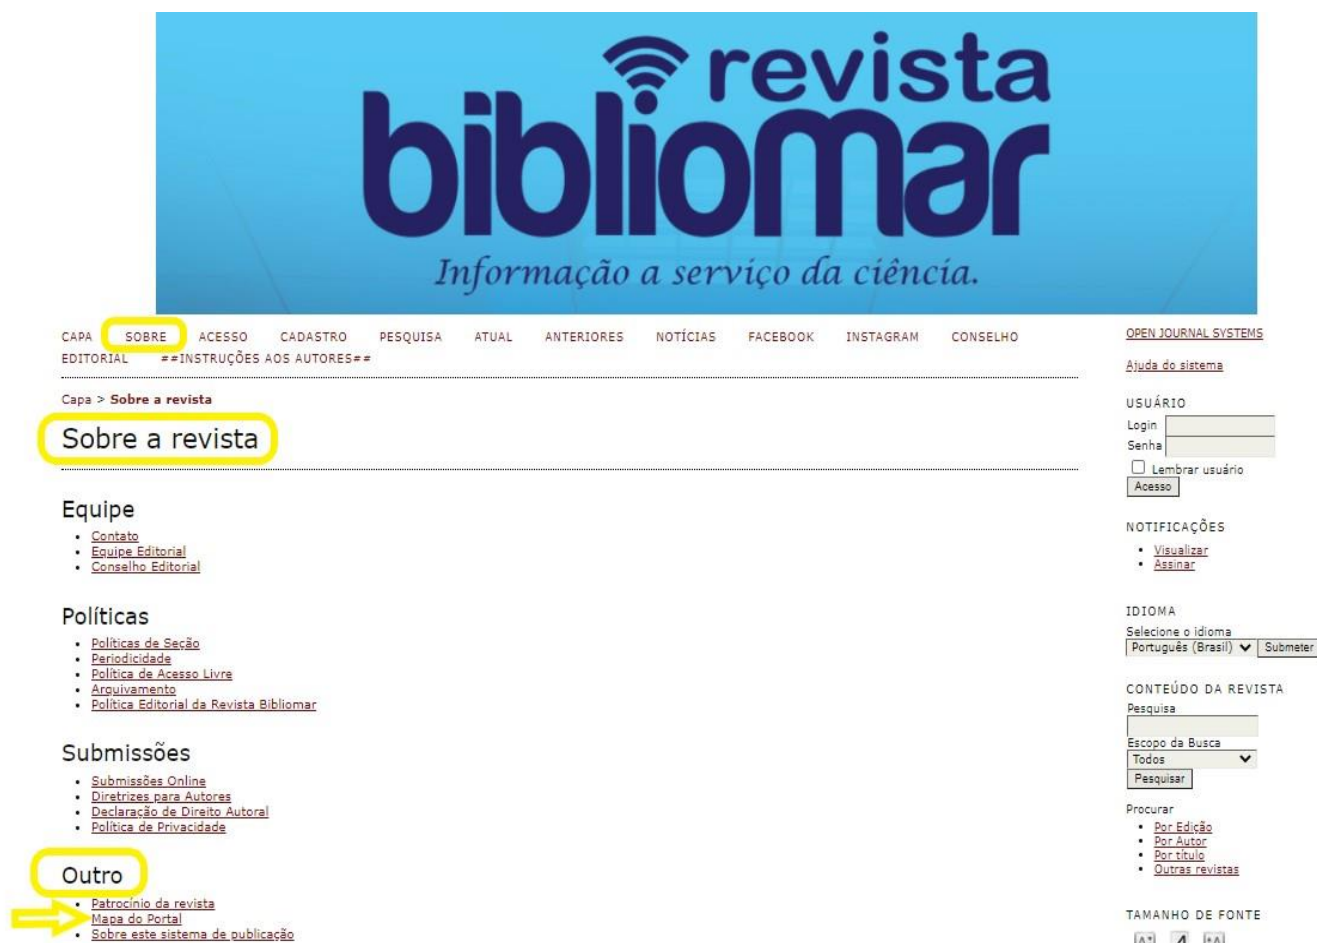 revista
bibliomar
Informação a serviço da ciência.
CAPA SOBRE ACESSO CADASTRO PESQUISA ATUAL ANTERIORES NOTÍCIAS FACEBOOK INSTAGRAM CONSELHO
EDITORIAL ==INSTRUÇÕES AOS AUTORES==
Capa > Sobre a revista
Sobre a revista
Equipe
Contato
Equipe Editorial
Conselho Editorial
Políticas
Políticas de Seção
Periodicidade
Política de Acesso Livre
Arquivamento
Política Editorial da Revista Bibliomar
Submissões
Submissões Online
Diretrizes para Autores
Declaração de Direito Autoral
Política de Privacidade
Outro
Patrocínio da revista
Mapa do Portal
Sobre este sistema de publicação
OPEN JOURNAL SYSTEMS
Ajuda do sistema
USUÁRIO
Login
Senha
Lembrar usuário
Acesso
NOTIFICAÇÕES
Visualizar
Assinar
IDIOMA
Selecione o idioma
Português (Brasil) Submeter
CONTEÚDO DA REVISTA
Pesquisa
Escopo da Busca
Todos
Pesquisar
Procurar
Por Edição
Por Autor
Por título
Outras revistas
TAMANHO DE FONTE